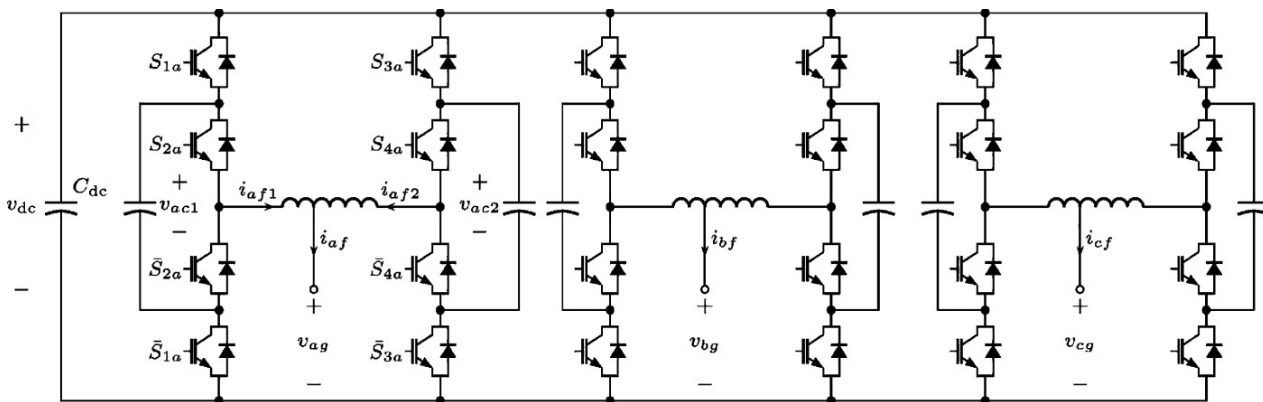 S1a
S3a
+
S2a
S4a
Cdc
+
iaf1
iaf2
+
vdc
vac1
vac2
−
−
iaf
ibf
icf
−
S̄2a
S̄4a
+
+
+
S̄1a
vag
S̄3a
vbg
vcg
−
−
−